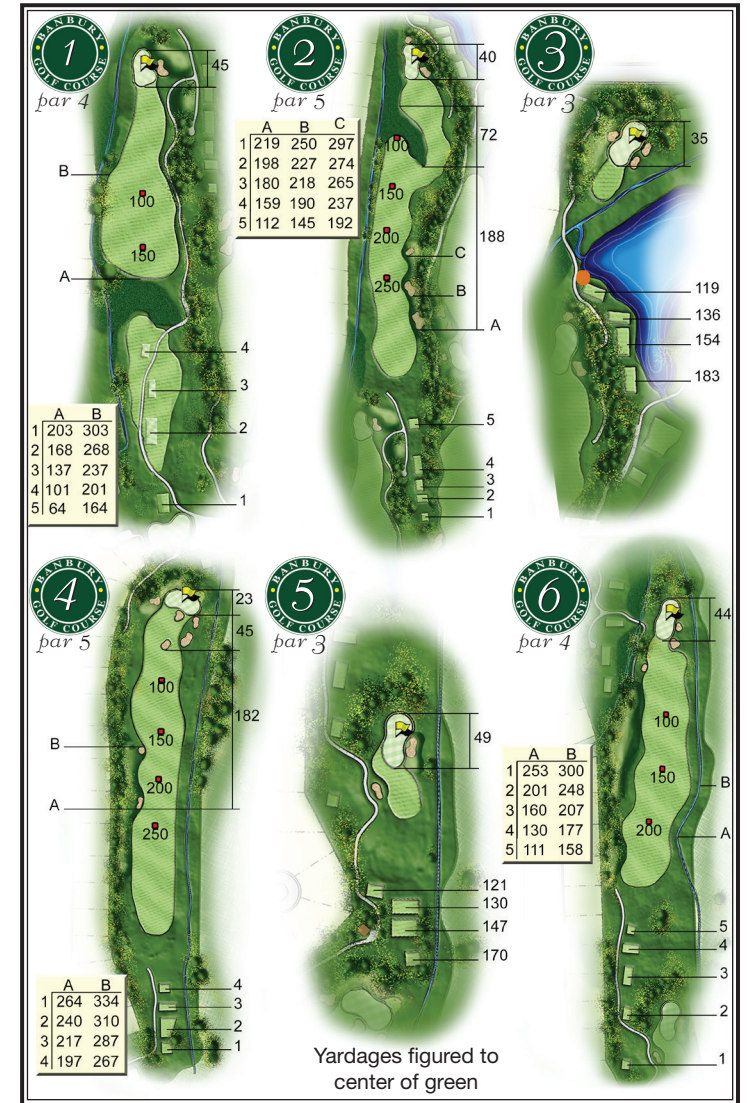 BANBURY
1
GOLF COURSE
par 4
45
B
100
150
A
4
3
2
1
A B
1 203 303
2 168 268
3 137 237
4 101 201
5 64 164
BANBURY
2
GOLF COURSE
par 5
40
72
A B C
1 219 250 297
2 198 227 274
3 180 218 265
4 159 190 237
5 112 145 192
100
150
200
250
188
C
B
A
5
4
3
2
1
BANBURY
3
GOLF COURSE
par 3
35
119
136
154
183
BANBURY
4
GOLF COURSE
par 5
23
45
100
182
150
B
200
A
250
A B
1 264 334
2 240 310
3 217 287
4 197 267
4
3
2
1
BANBURY
5
GOLF COURSE
par 3
49
121
130
147
170
Yardages figured to
center of green
BANBURY
6
GOLF COURSE
par 4
44
100
A B
1 253 300
2 201 248
3 160 207
4 130 177
5 111 158
150
B
200
A
5
4
3
2
1